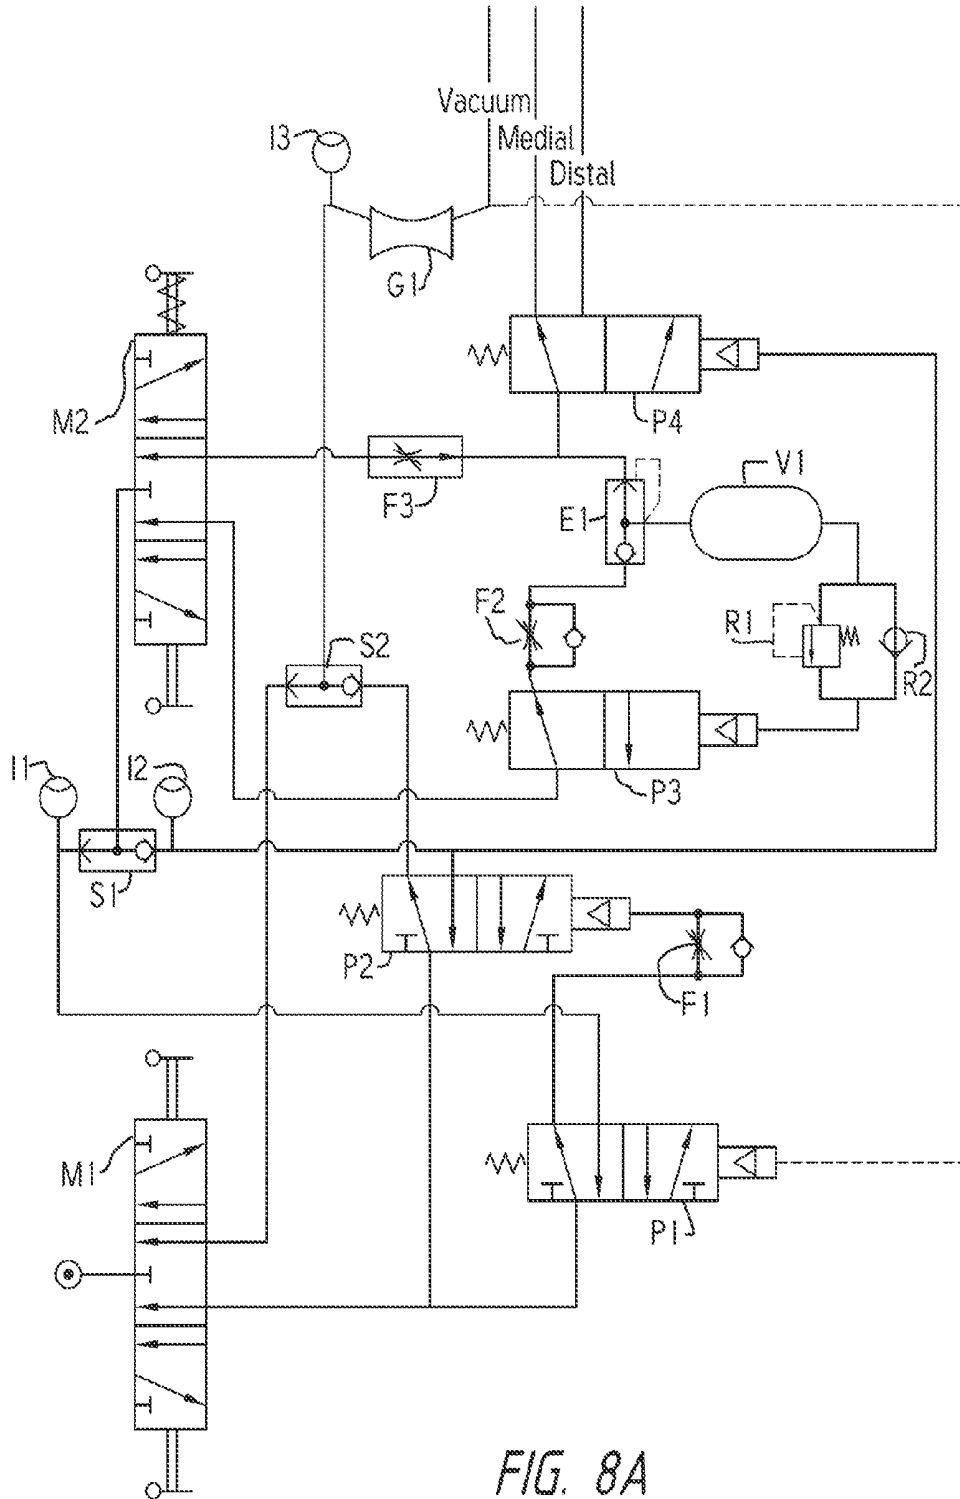 Vacuum
I3
Medial
Distal
G1
M2
P4
V1
F3
E1
F2
R1
S2
R2
I1
I2
P3
S1
P2
F1
M1
P1
FIG. 8A